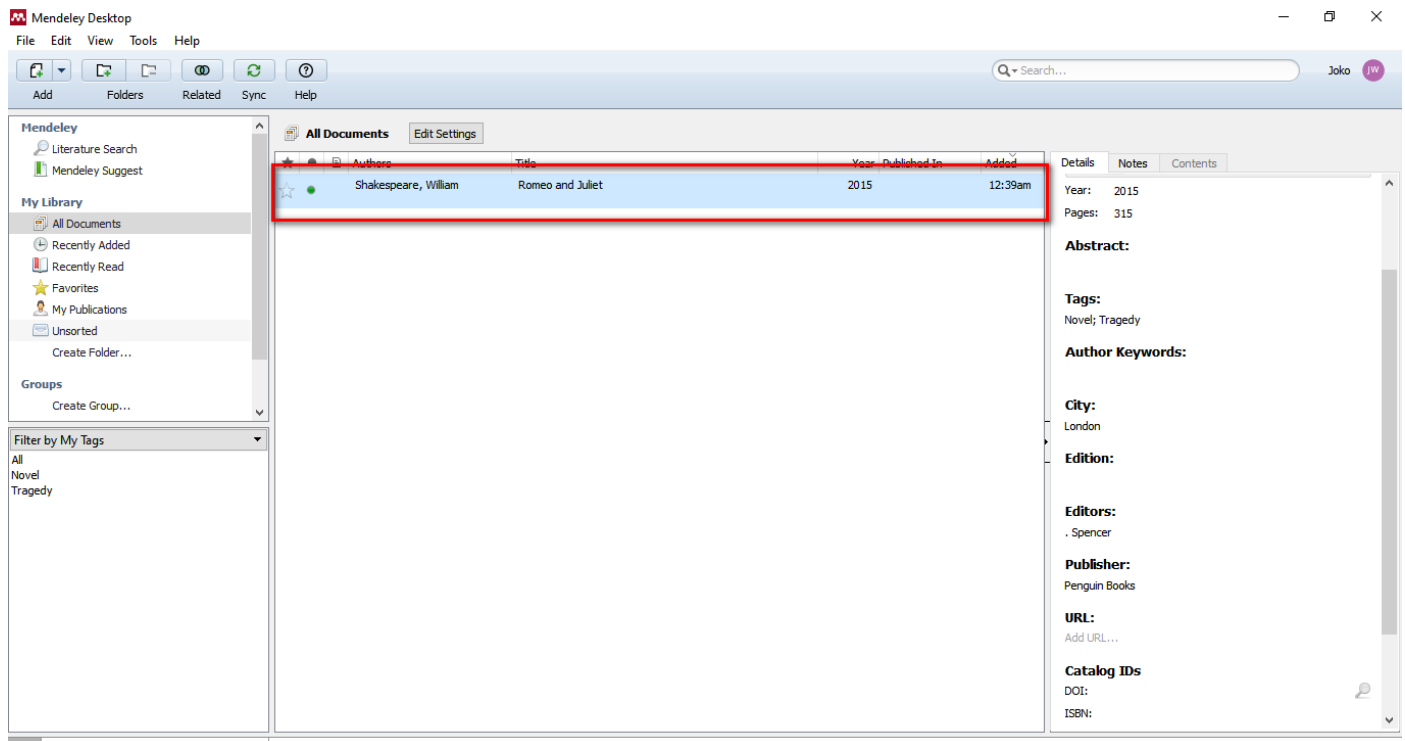 Mendeley Desktop
File Edit View Tools Help
Search...
Joko JW
Add Folders Related Sync Help
Mendeley
Literature Search
Mendeley Suggest
My Library
All Documents
Recently Added
Recently Read
Favorites
My Publications
Unsorted
Create Folder...
Groups
Create Group...
Filter by My Tags
All
Novel
Tragedy
All Documents Edit Settings
Authors Title Year Published In Added
Shakespeare, William Romeo and Juliet 2015 12:39am
Details Notes Contents
Year: 2015
Pages: 315
Abstract:
Tags:
Novel; Tragedy
Author Keywords:
City:
London
Edition:
Editors:
. Spencer
Publisher:
Penguin Books
URL:
Add URL...
Catalog IDs
DOI:
ISBN: